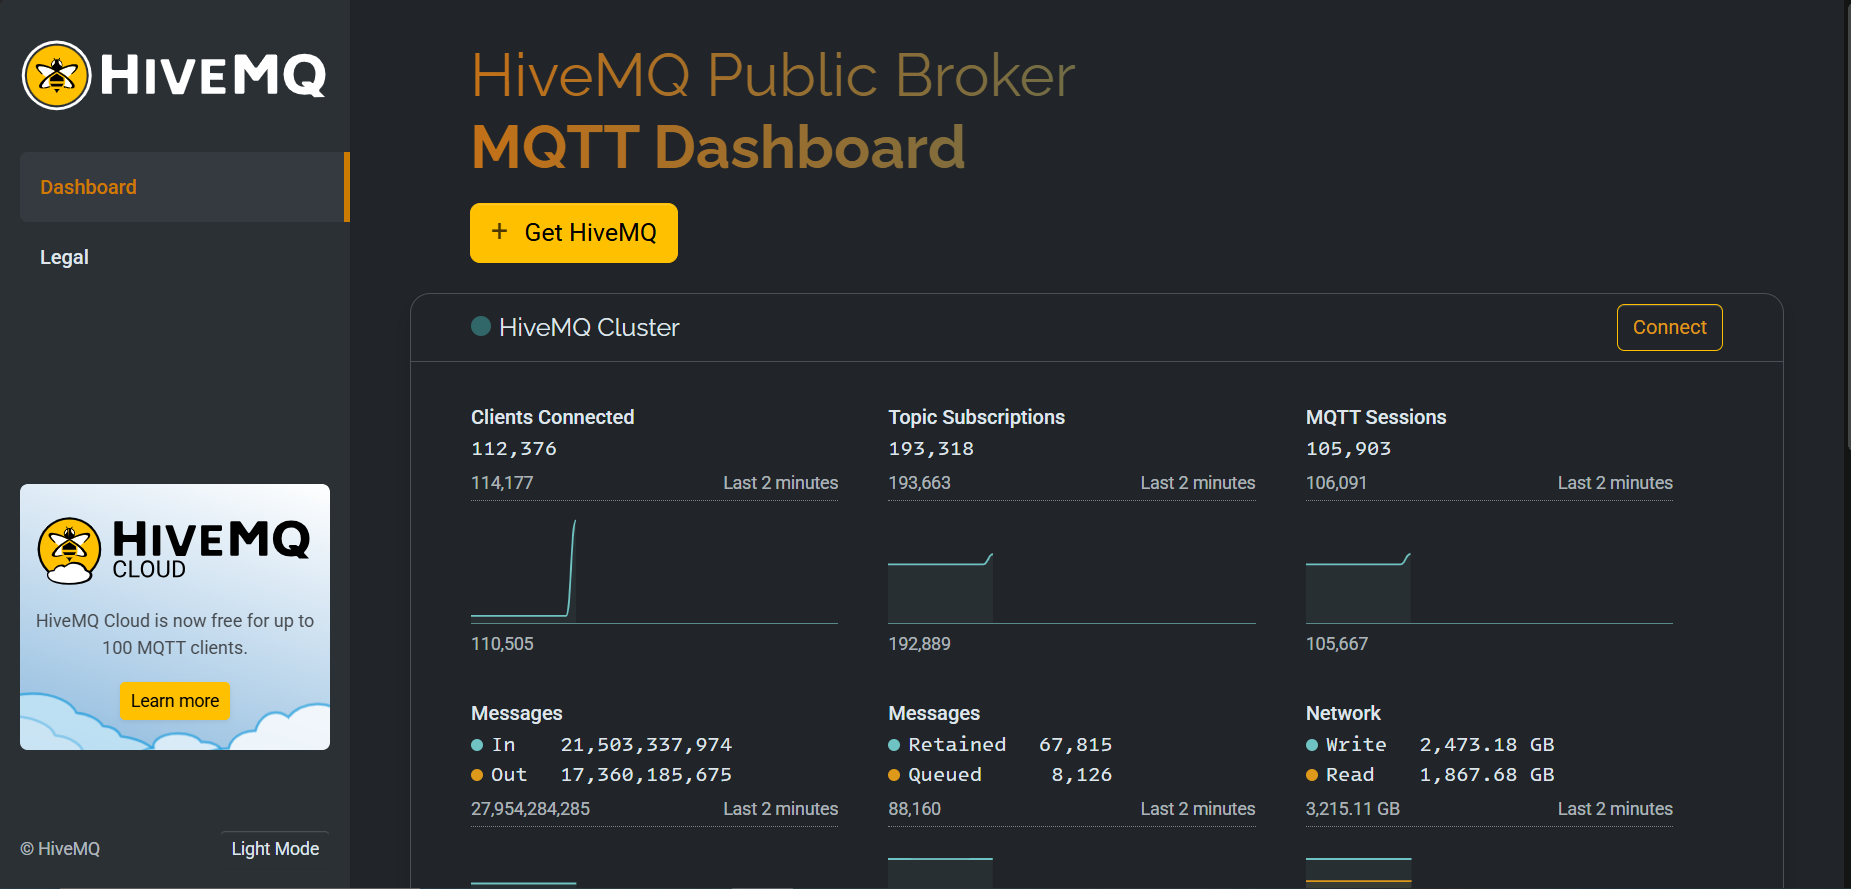 HIVEMQ
Dashboard
Legal
HIVEMQ
CLOUD
HiveMQ Cloud is now free for up to
100 MQTT clients.
Learn more
© HiveMQ
Light Mode
HiveMQ Public Broker
MQTT Dashboard
+ Get HiveMQ
HiveMQ Cluster
Connect
Clients Connected
112,376
114,177 Last 2 minutes
110,505
Topic Subscriptions
193,318
193,663 Last 2 minutes
192,889
MQTT Sessions
105,903
106,091 Last 2 minutes
105,667
Messages
In 21,503,337,974
Out 17,360,185,675
27,954,284,285 Last 2 minutes
Messages
Retained 67,815
Queued 8,126
88,160 Last 2 minutes
Network
Write 2,473.18 GB
Read 1,867.68 GB
3,215.11 GB Last 2 minutes